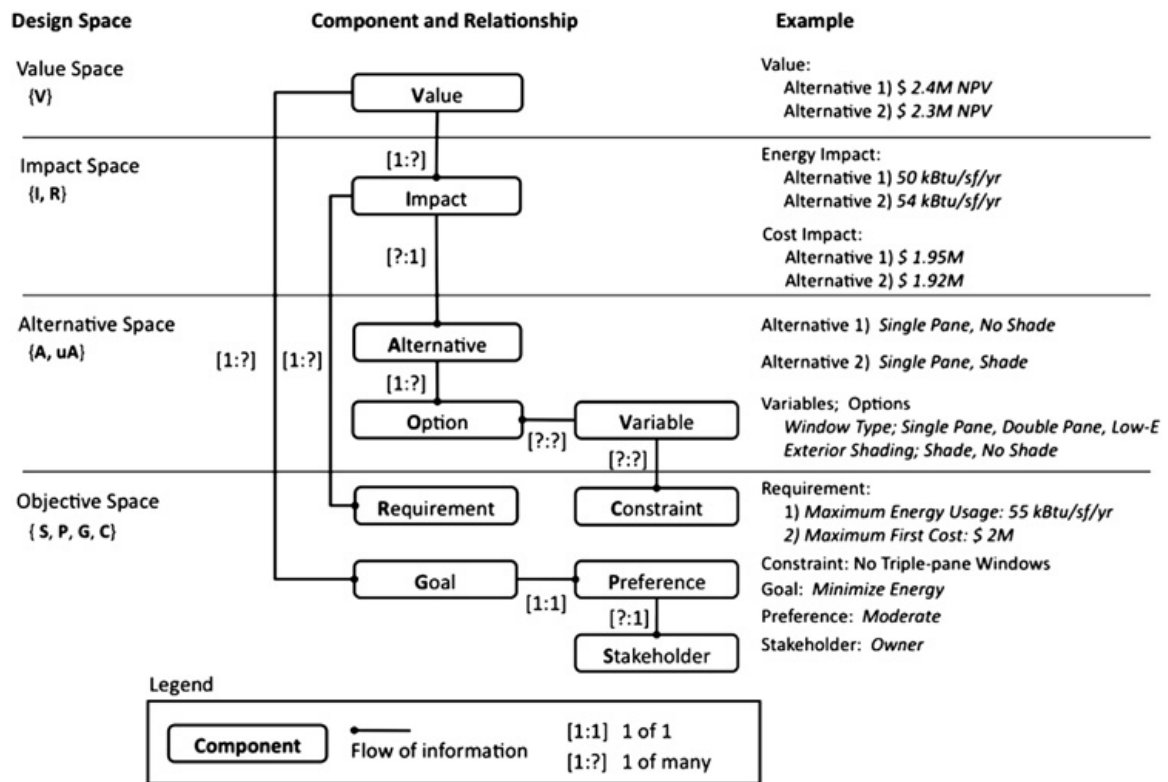 Design Space
Component and Relationship
Example
Value Space
{V}
Value
Value:
Alternative 1) $ 2.4M NPV
Alternative 2) $ 2.3M NPV
[1:?]
Impact Space
{I, R}
Impact
Energy Impact:
Alternative 1) 50 kBtu/sf/yr
Alternative 2) 54 kBtu/sf/yr
[?:1]
Cost Impact:
Alternative 1) $ 1.95M
Alternative 2) $ 1.92M
Alternative Space
{A, uA}
[1:?]
[1:?]
Alternative
Alternative 1) Single Pane, No Shade
Alternative 2) Single Pane, Shade
[1:?]
Option
[?:?]
Variable
Variables; Options
Window Type; Single Pane, Double Pane, Low-E
Exterior Shading; Shade, No Shade
[?:?]
Objective Space
{ S, P, G, C}
Requirement
Constraint
Requirement:
1) Maximum Energy Usage: 55 kBtu/sf/yr
2) Maximum First Cost: $ 2M
Constraint: No Triple-pane Windows
Goal
[1:1]
Preference
Goal: Minimize Energy
[?:1]
Preference: Moderate
Stakeholder
Stakeholder: Owner
Legend
Component
Flow of information
[1:1] 1 of 1
[1:?] 1 of many